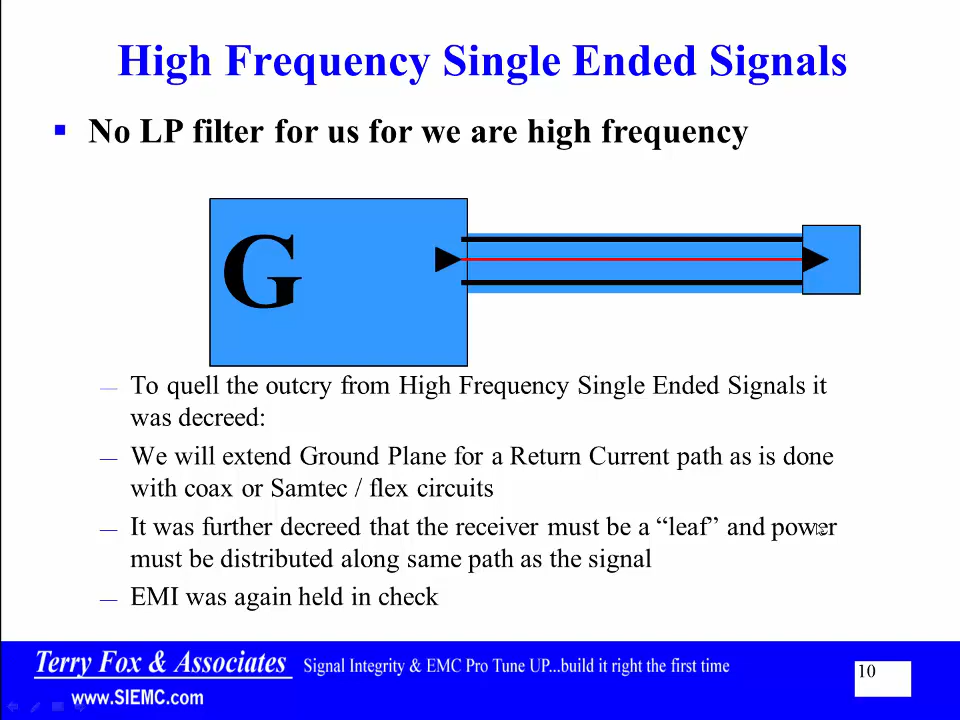 High Frequency Single Ended Signals
No LP filter for us for we are high frequency
G
To quell the outcry from High Frequency Single Ended Signals it
was decreed:
We will extend Ground Plane for a Return Current path as is done
with coax or Samtec / flex circuits
It was further decreed that the receiver must be a “leaf” and power
must be distributed along same path as the signal
EMI was again held in check
Terry Fox & Associates
Signal Integrity & EMC Pro Tune UP...build it right the first time
www.SIEMC.com
10